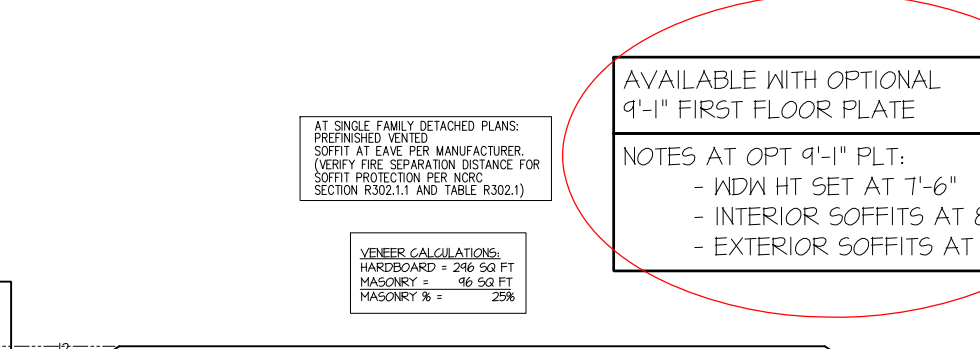 AVAILABLE WITH OPTIONAL
9'-1" FIRST FLOOR PLATE
NOTES AT OPT 9'-1" PLT:
- WDW HT SET AT 7'-6"
- INTERIOR SOFFITS AT
- EXTERIOR SOFFITS AT
AT SINGLE FAMILY DETACHED PLANS:
PREFINISHED VENTED
SOFFIT AT EAVE PER MANUFACTURER.
(VERIFY FIRE SEPARATION DISTANCE FOR
SOFFIT PROTECTION PER NCRC
SECTION R302.1.1 AND TABLE R302.1)
VENEER CALCULATIONS:
HARDBOARD = 296 SQ FT
MASONRY = 96 SQ FT
MASONRY % = 25%
12